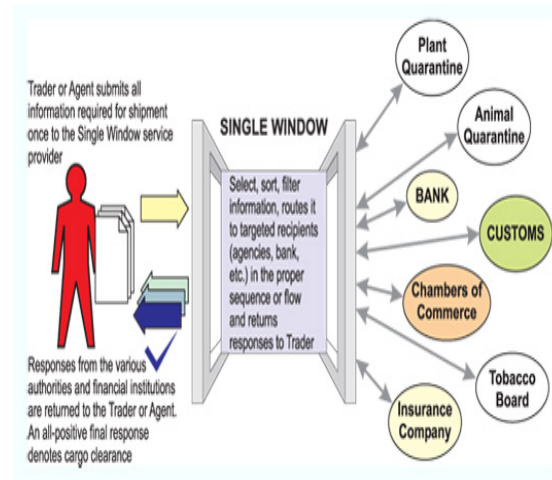 Trader or Agent submits all
information required for shipment
once to the Single Window service
provider
SINGLE WINDOW
Select, sort, filter
information, routes it
to targeted recipients
(agencies, bank,
etc.) in the proper
sequence or flow
and returns
responses to Trader
Responses from the various
authorities and financial institutions
are returned to the Trader or Agent.
An all-positive final response
denotes cargo clearance
Plant
Quarantine
Animal
Quarantine
BANK
CUSTOMS
Chambers of
Commerce
Tobacco
Board
Insurance
Company